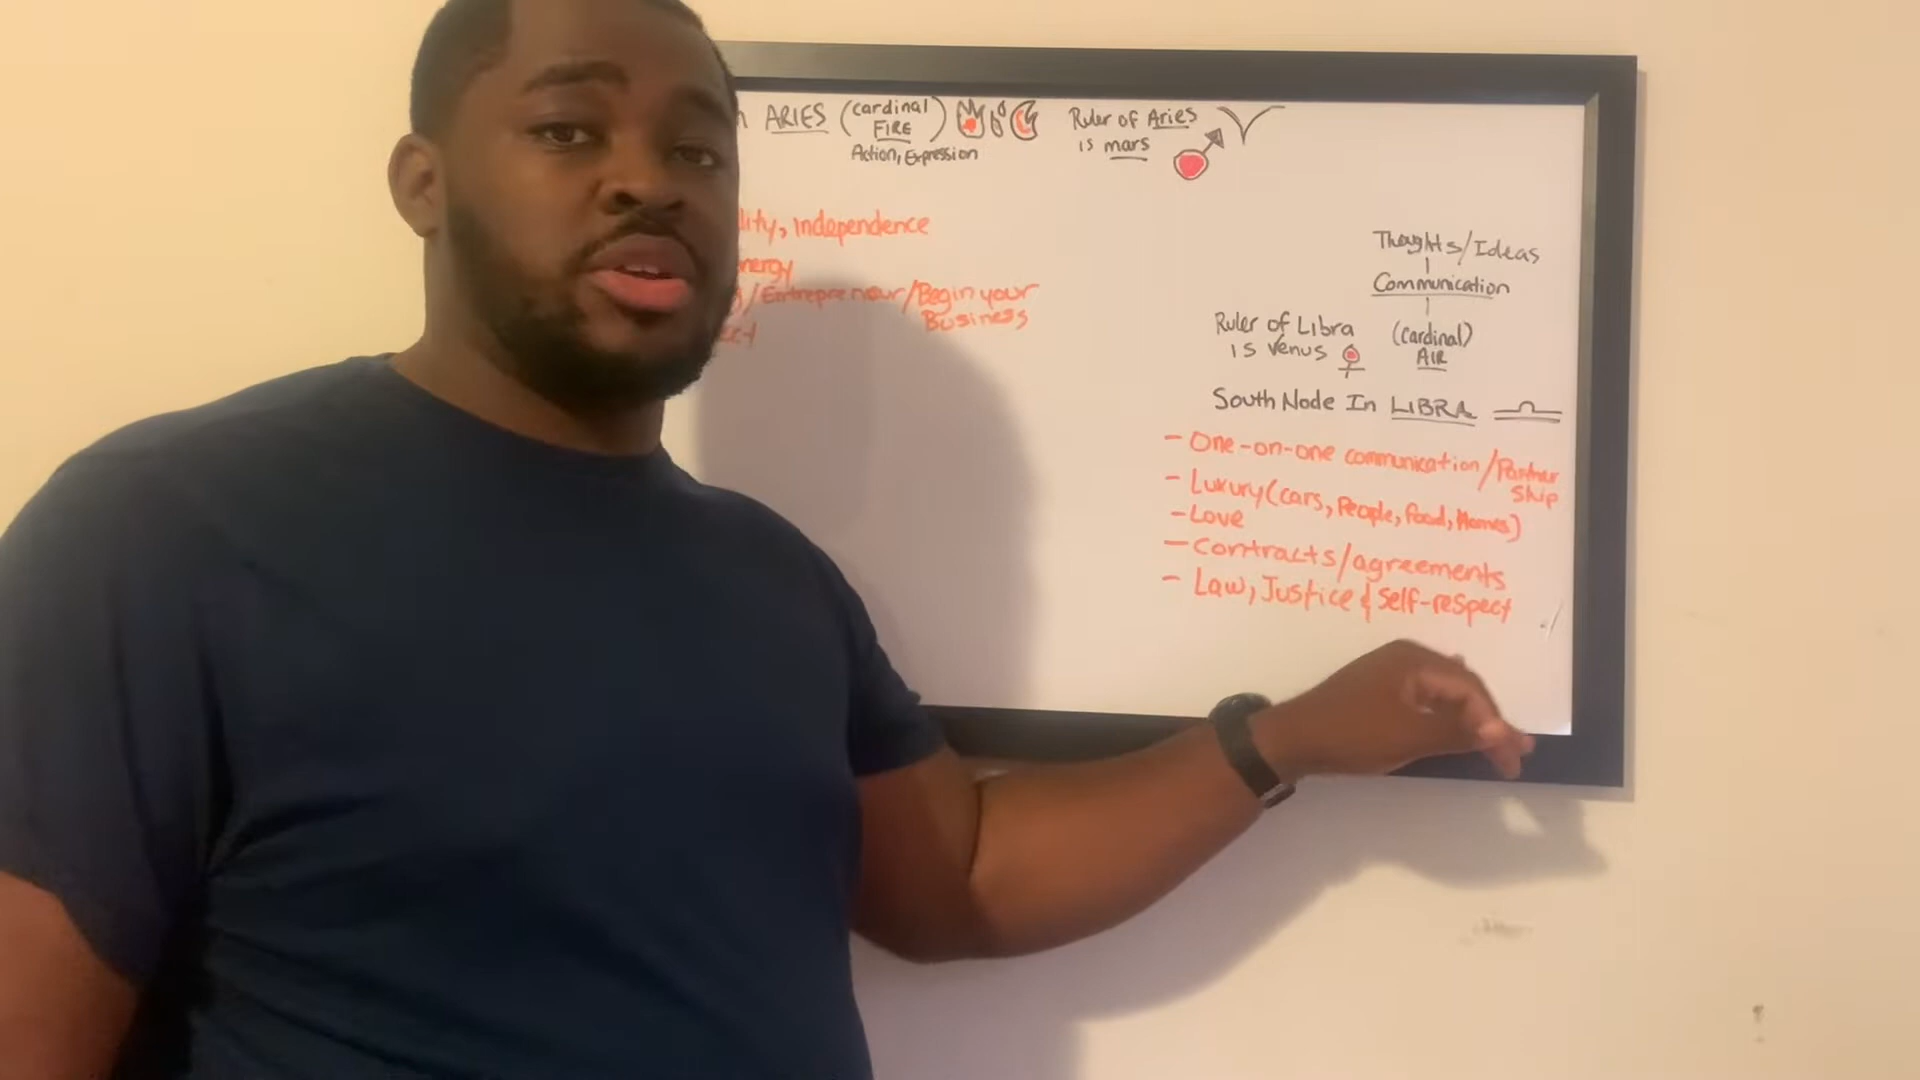 ARIES (cardinal
FIRE)
Action, Expression
Ruler of Aries
is mars
lity, Independence
nergy
/Entrepreneur/Begin your
Business
ect
Thoughts/Ideas
Communication
(cardinal)
AIR
Ruler of Libra
is Venus
South Node In LIBRA
- One-on-one communication/Partner
Ship
- Luxury(cars, People, Food, Homes)
- Love
- contracts/agreements
- Law, Justice & Self-respect